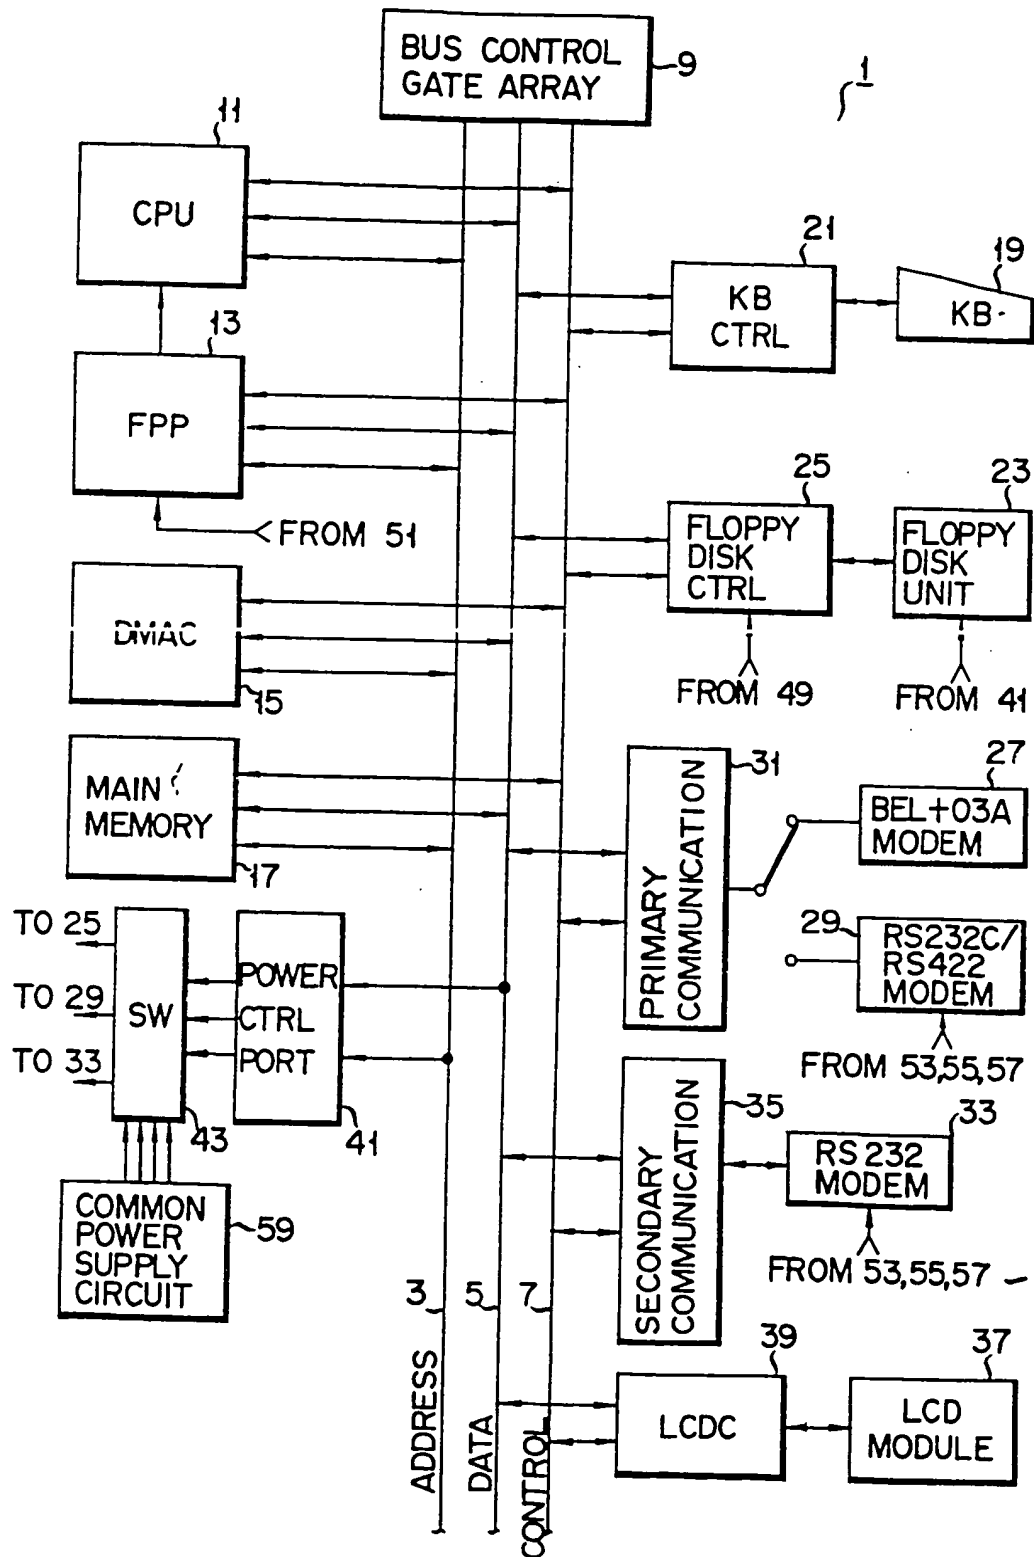 BUS CONTROL
GATE ARRAY
9
1
11
CPU
21
19
KB
CTRL
KB
13
FPP
FROM 51
25
23
FLOPPY
DISK
CTRL
FLOPPY
DISK
UNIT
DMAC
15
FROM 49
FROM 41
MAIN
MEMORY
17
31
PRIMARY
COMMUNICATION
27
BEL+03A
MODEM
29
RS232C/
RS422
MODEM
FROM 53,55,57
TO 25
TO 29
TO 33
SW
43
POWER
CTRL
PORT
41
COMMON
POWER
SUPPLY
CIRCUIT
59
35
SECONDARY
COMMUNICATION
33
RS232
MODEM
FROM 53,55,57
3
5
7
ADDRESS
DATA
CONTROL
39
LCDC
37
LCD
MODULE